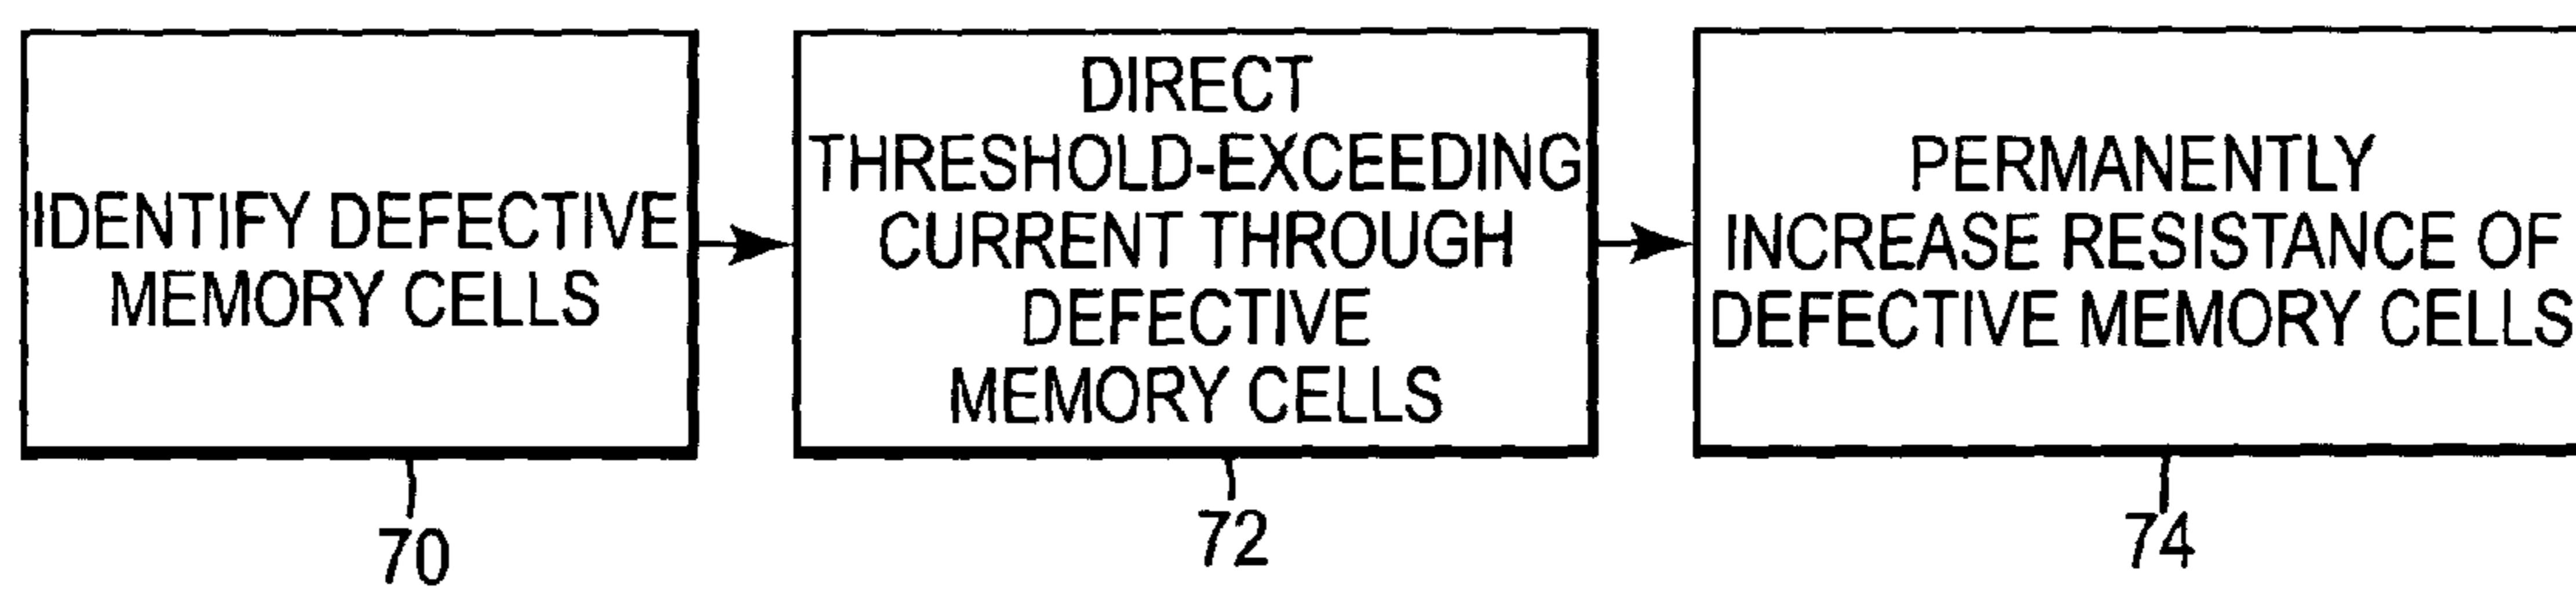 IDENTIFY DEFECTIVE
MEMORY CELLS
70
DIRECT
THRESHOLD-EXCEEDING
CURRENT THROUGH
DEFECTIVE
MEMORY CELLS
72
PERMANENTLY
INCREASE RESISTANCE OF
DEFECTIVE MEMORY CELLS
74